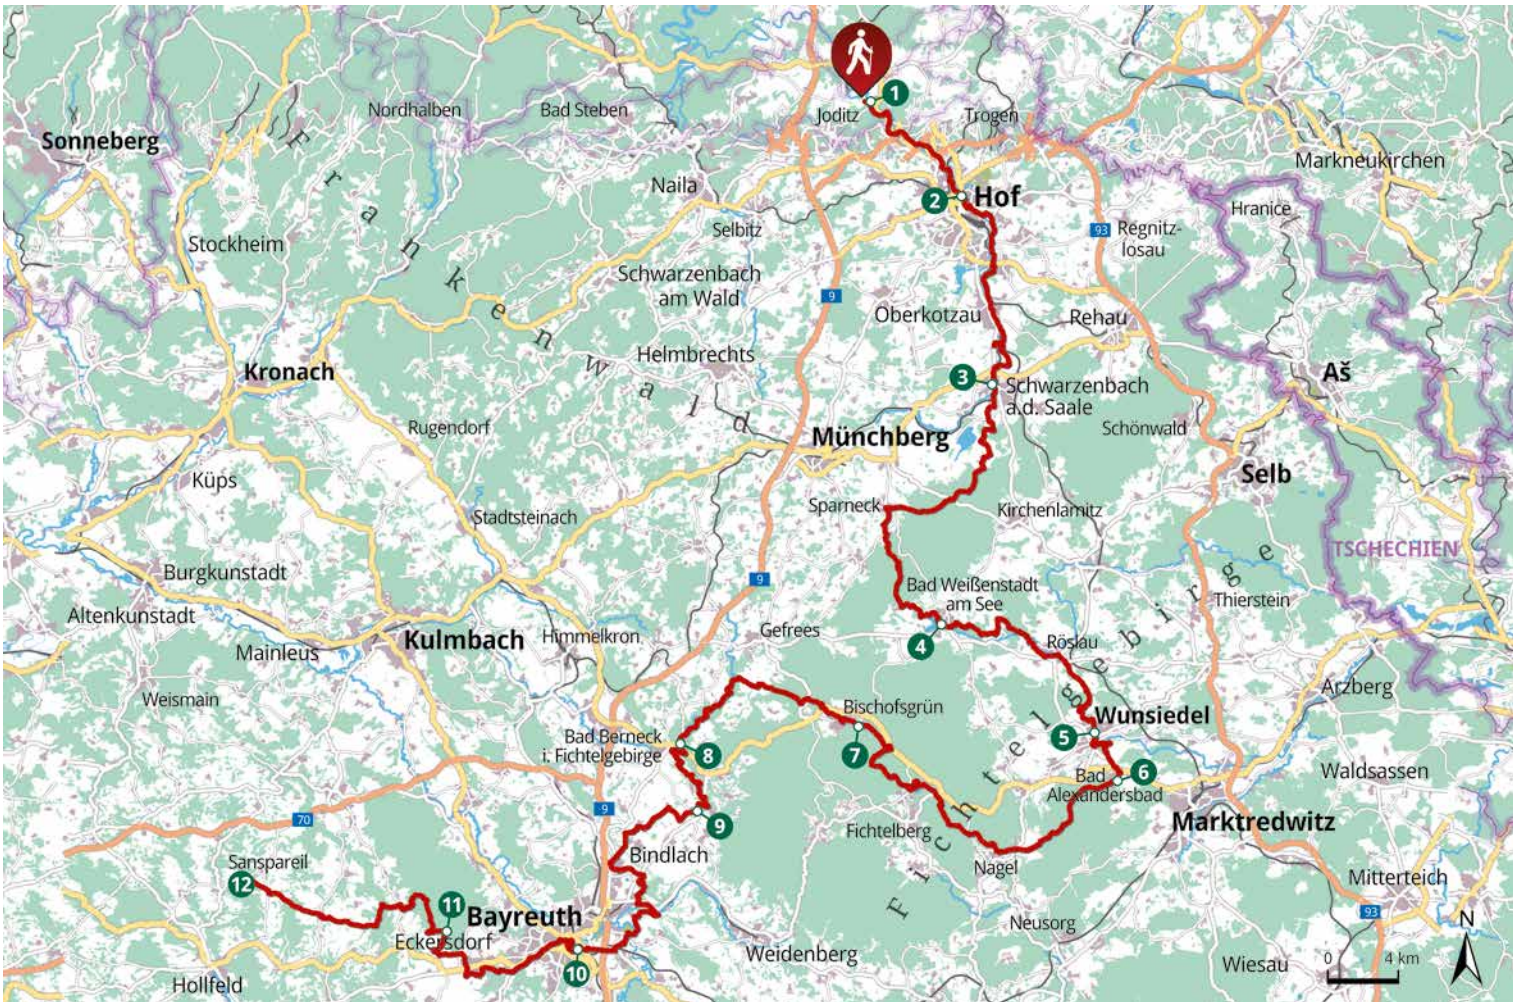 1
Nordhalben
Bad Steben
Joditz
Trogen
Sonneberg
Markneukirchen
Naila
2
Hof
Hranice
Frankenwald
Stockheim
Selbitz
93
Regnitz-
losau
Schwarzenbach
am Wald
9
Oberkotzau
Rehau
Helmbrechts
Kronach
3
Schwarzenbach
a.d. Saale
Aš
Rugendorf
Münchberg
Schönwald
Küps
Selb
Sparneck
Kirchenlamitz
Stadtsteinach
TSCHECHIEN
Burgkunstadt
9
Bad Weißenstadt
am See
Thierstein
Altenkunstadt
Kulmbach
Himmelkron
Gefrees
4
Röslau
Mainleus
Fichtelgebirge
Weismain
Bischofsgrün
Wunsiedel
Arzberg
Bad Berneck
i. Fichtelgebirge
8
7
5
6
Bad
Alexandersbad
Waldsassen
70
9
9
Fichtelberg
Marktredwitz
Sanspareil
Bindlach
Nagel
12
11
Mitterteich
Bayreuth
93
N
Eckersdorf
Neusorg
10
Weidenberg
Hollfeld
Wiesau
0 4 km